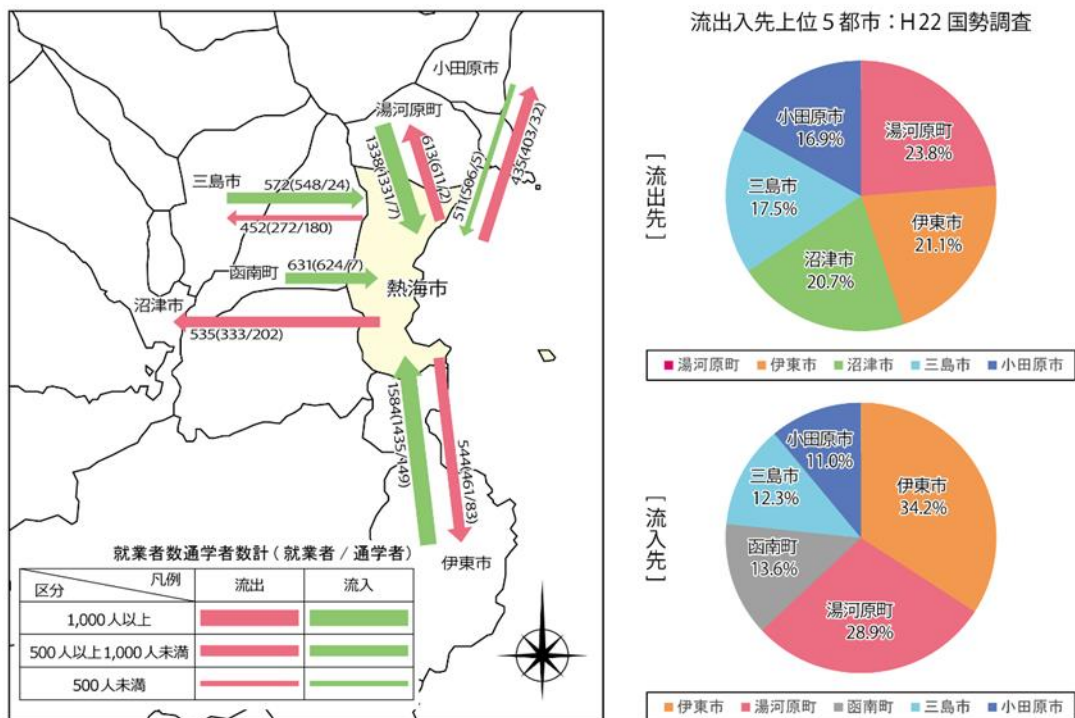 小田原市
湯河原町
1338(1331/7)
613(611/2)
511(506/5)
435(403/32)
三島市
572(548/24)
452(272/180)
函南町
631(624/7)
熱海市
沼津市
535(333/202)
1584(1435/149)
544(461/83)
伊東市
就業者数通学者数計(就業者/通学者)
凡例
区分
流出
流入
1,000人以上
500人以上1,000人未満
500人未満
流出入先上位5都市:H22国勢調査
[流出先]
小田原市
16.9%
湯河原町
23.8%
三島市
17.5%
伊東市
21.1%
沼津市
20.7%
湯河原町 伊東市 沼津市 三島市 小田原市
[流入先]
小田原市
11.0%
伊東市
34.2%
三島市
12.3%
函南町
13.6%
湯河原町
28.9%
伊東市 湯河原町 函南町 三島市 小田原市